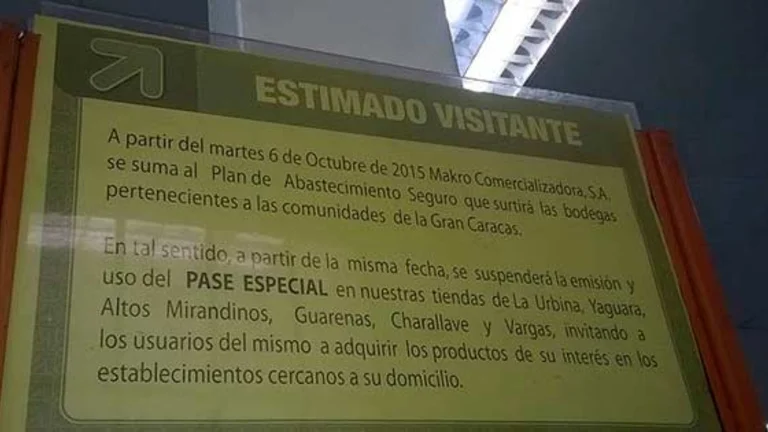 ESTIMADO VISITANTE
A partir del martes 6 de Octubre de 2015 Makro Comercializadora, S.A.
se suma al Plan de Abastecimiento Seguro que surtirá las bodegas
pertenecientes a las comunidades de la Gran Caracas.
En tal sentido, a partir de la misma fecha, se suspenderá la emisión y
uso del PASE ESPECIAL en nuestras tiendas de La Urbina, Yaguara,
Altos Mirandinos, Guarenas, Charallave y Vargas, invitando a
los usuarios del mismo a adquirir los productos de su interés en los
establecimientos cercanos a su domicilio.